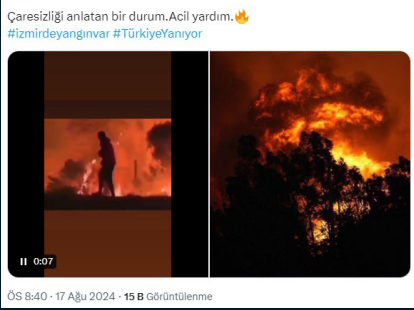 Çaresizliği anlatan bir durum.Acil yardım.🔥
#izmirdeyangınvar #TürkiyeYanıyor
0:07
ÖS 8:40 · 17 Ağu 2024 · 15 B Görüntülenme